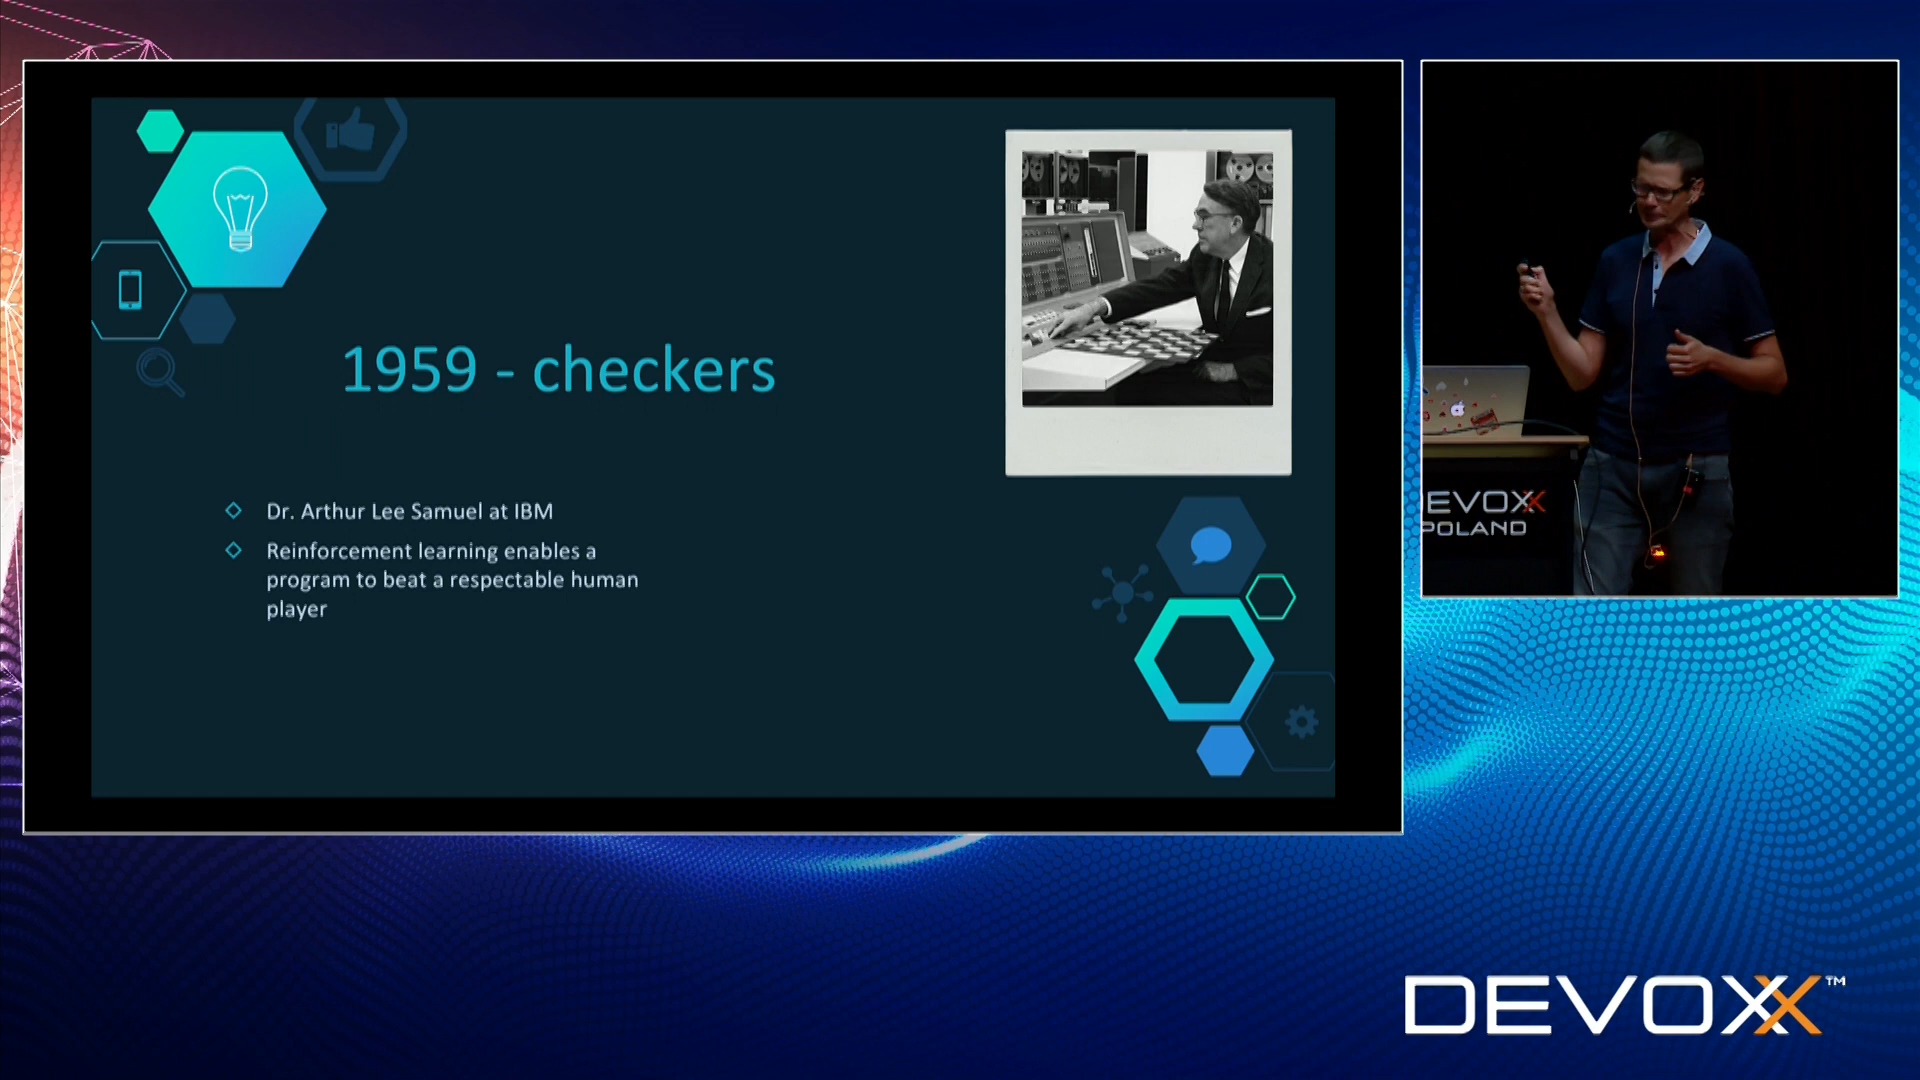 1959 - checkers
Dr. Arthur Lee Samuel at IBM
Reinforcement learning enables a
program to beat a respectable human
player
DEVOXX
POLAND
DEVOXX™